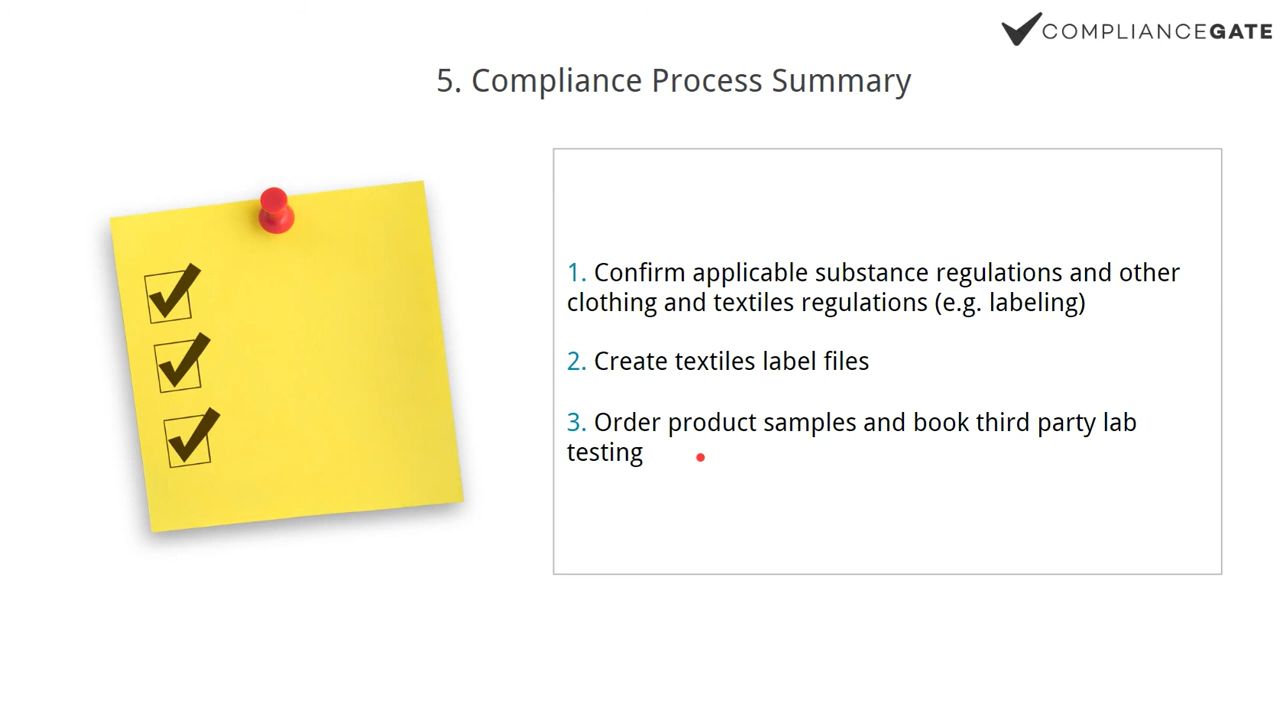 COMPLIANCEGATE
5. Compliance Process Summary
1. Confirm applicable substance regulations and other
clothing and textiles regulations (e.g. labeling)
2. Create textiles label files
3. Order product samples and book third party lab
testing